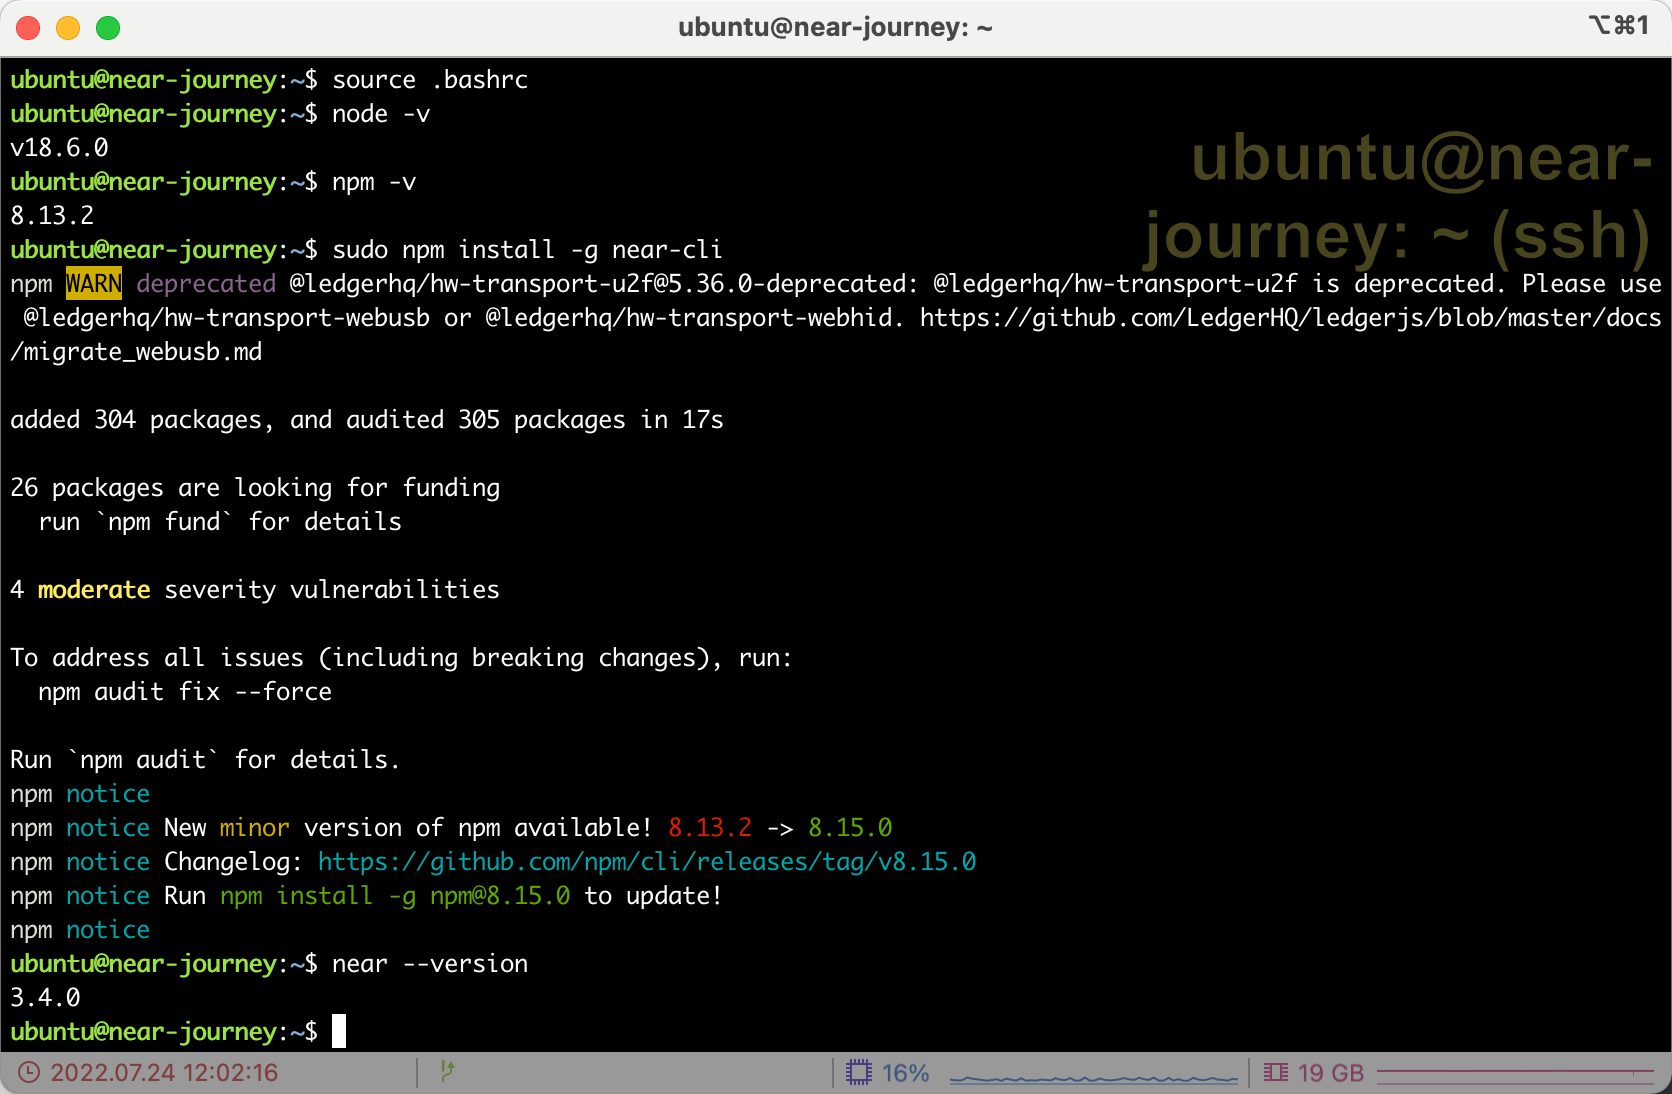 ubuntu@near-journey: ~
⌥⌘1
ubuntu@near-journey:~$ source .bashrc
ubuntu@near-journey:~$ node -v
v18.6.0
ubuntu@near-journey:~$ npm -v
8.13.2
ubuntu@near-journey:~$ sudo npm install -g near-cli
npm WARN deprecated @ledgerhq/hw-transport-u2f@5.36.0-deprecated: @ledgerhq/hw-transport-u2f is deprecated. Please use
 @ledgerhq/hw-transport-webusb or @ledgerhq/hw-transport-webhid. https://github.com/LedgerHQ/ledgerjs/blob/master/docs
/migrate_webusb.md
added 304 packages, and audited 305 packages in 17s
26 packages are looking for funding
  run `npm fund` for details
4 moderate severity vulnerabilities
To address all issues (including breaking changes), run:
  npm audit fix --force
Run `npm audit` for details.
npm notice
npm notice New minor version of npm available! 8.13.2 -> 8.15.0
npm notice Changelog: https://github.com/npm/cli/releases/tag/v8.15.0
npm notice Run npm install -g npm@8.15.0 to update!
npm notice
ubuntu@near-journey:~$ near --version
3.4.0
ubuntu@near-journey:~$
ubuntu@near-
journey: ~ (ssh)
2022.07.24 12:02:16
16%
19 GB